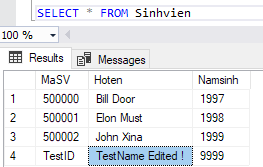 SELECT * FROM Sinhvien
100 %
Results Messages
MaSV Hoten Namsinh
1 500000 Bill Door 1997
2 500001 Elon Must 1998
3 500002 John Xina 1999
4 TestID TestName Edited ! 9999